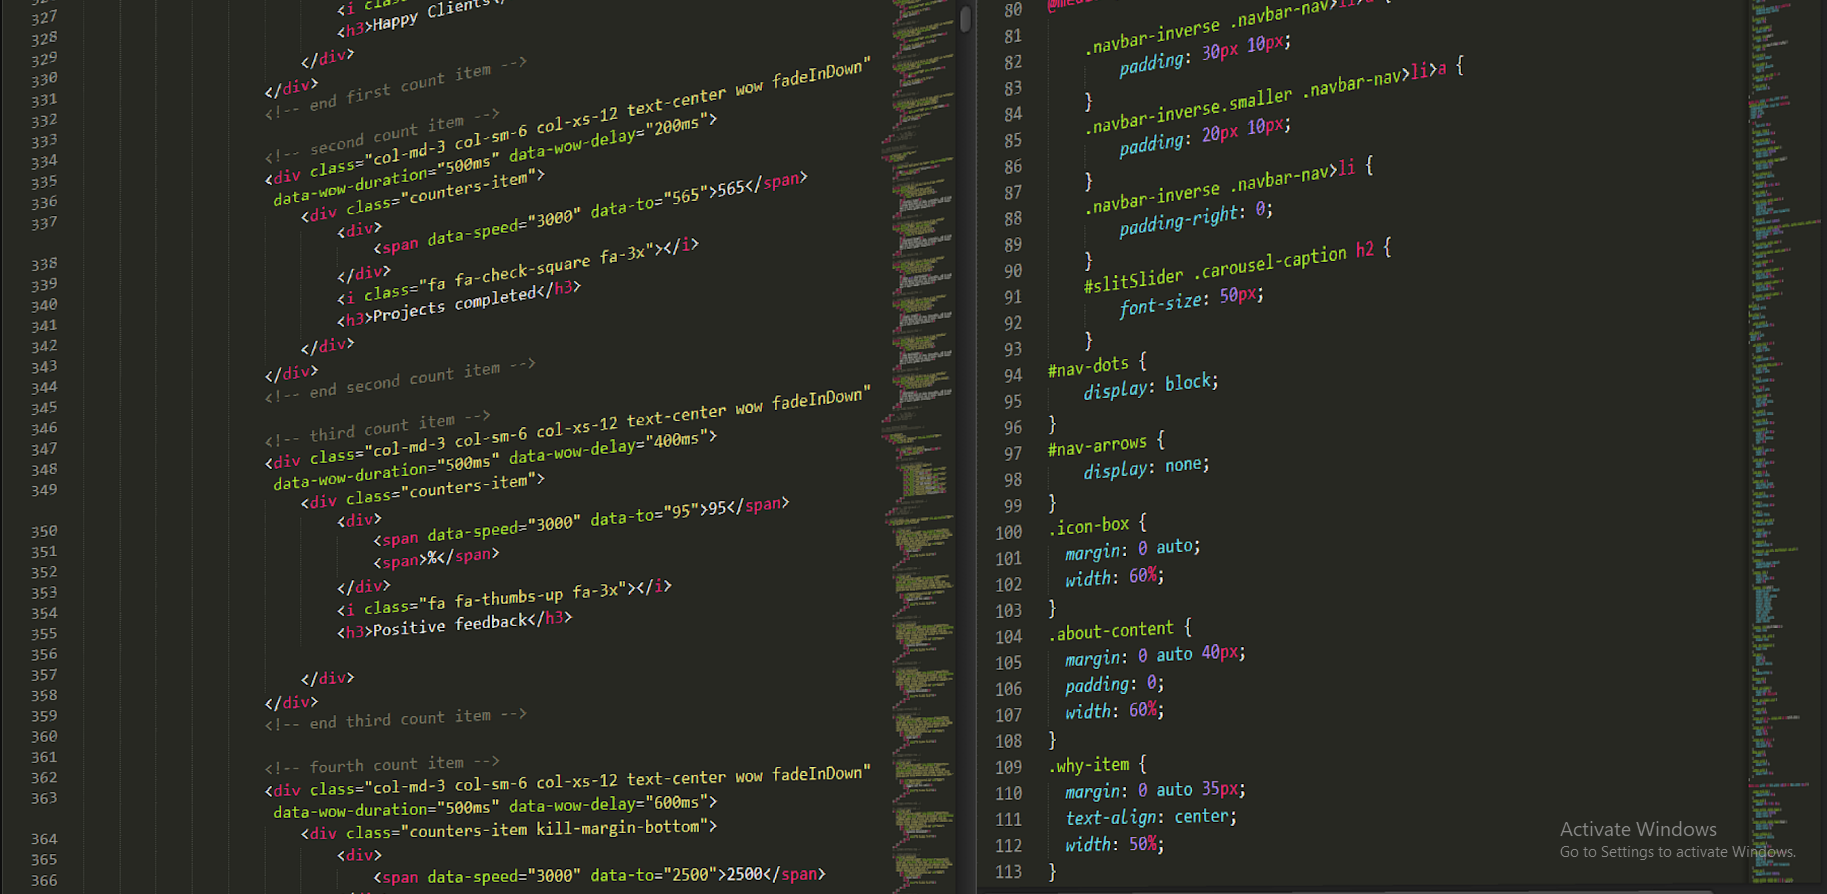 327
328
329
330
331
332
333
334
335
336
337
338
339
340
341
342
343
344
345
346
347
348
349
350
351
352
353
354
355
356
357
358
359
360
361
362
363
364
365
366
<i
<h3>Happy Clients
</div>
</div>
<!-- end first count item -->
<!-- second count item -->
<div class="col-md-3 col-sm-6 col-xs-12 text-center wow fadeInDown"
data-wow-duration="500ms" data-wow-delay="200ms">
<div class="counters-item">
<div>
<span data-speed="3000" data-to="565">565</span>
</div>
<i class="fa fa-check-square fa-3x"></i>
<h3>Projects completed</h3>
</div>
</div>
<!-- end second count item -->
<!-- third count item -->
<div class="col-md-3 col-sm-6 col-xs-12 text-center wow fadeInDown"
data-wow-duration="500ms" data-wow-delay="400ms">
<div class="counters-item">
<div>
<span data-speed="3000" data-to="95">95</span>
<span>%</span>
</div>
<i class="fa fa-thumbs-up fa-3x"></i>
<h3>Positive feedback</h3>
</div>
</div>
<!-- end third count item -->
<!-- fourth count item -->
<div class="col-md-3 col-sm-6 col-xs-12 text-center wow fadeInDown"
data-wow-duration="500ms" data-wow-delay="600ms">
<div class="counters-item kill-margin-bottom">
<div>
<span data-speed="3000" data-to="2500">2500</span>
80
81
82
83
84
85
86
87
88
89
90
91
92
93
94
95
96
97
98
99
100
101
102
103
104
105
106
107
108
109
110
111
112
113
.navbar-inverse .navbar-nav>li>a {
padding: 30px 10px;
}
.navbar-inverse.smaller .navbar-nav>li>a {
padding: 20px 10px;
}
.navbar-inverse .navbar-nav>li {
padding-right: 0;
}
#slitSlider .carousel-caption h2 {
font-size: 50px;
}
#nav-dots {
display: block;
}
#nav-arrows {
display: none;
}
.icon-box {
margin: 0 auto;
width: 60%;
}
.about-content {
margin: 0 auto 40px;
padding: 0;
width: 60%;
}
.why-item {
margin: 0 auto 35px;
text-align: center;
width: 50%;
}
Activate Windows
Go to Settings to activate Windows.